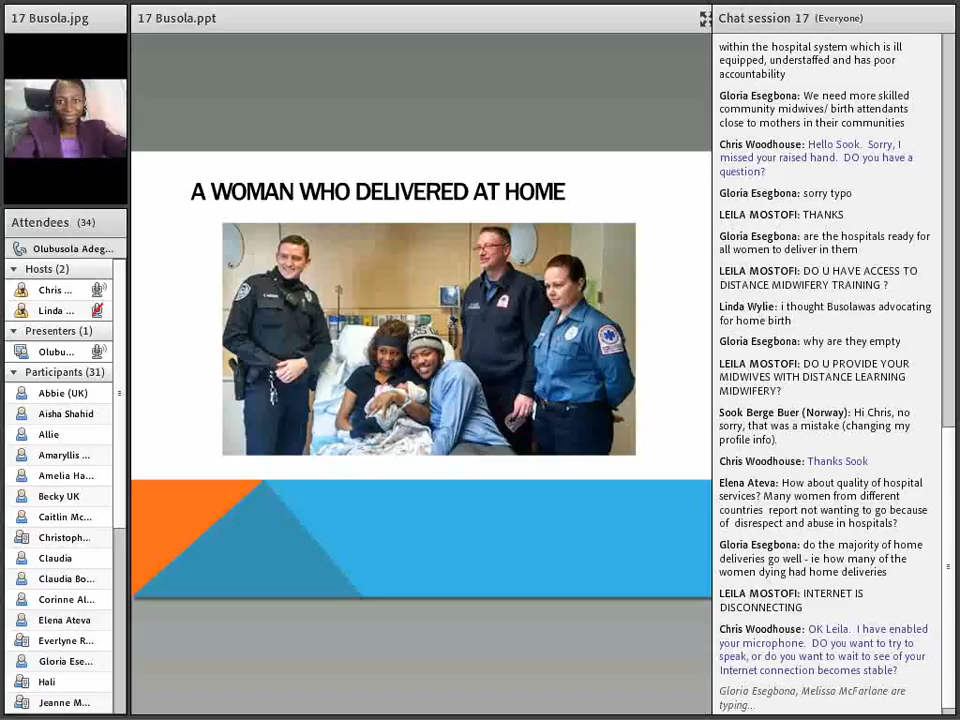 17 Busola.jpg
Attendees (34)
Olubusola Adeg...
Hosts (2)
Chris ...
Linda ...
Presenters (1)
Olubu...
Participants (31)
Abbie (UK)
Aisha Shahid
Allie
Amaryllis ...
Amelia Ha...
Becky UK
Caitlin Mc...
Christoph...
Claudia
Claudia Bo...
Corinne Al...
Elena Ateva
Everlyne R...
Gloria Ese...
Hali
Jeanne M...
17 Busola.ppt
A WOMAN WHO DELIVERED AT HOME
Chat session 17 (Everyone)
within the hospital system which is ill
equipped, understaffed and has poor
accountability
Gloria Esegbona: We need more skilled
community midwives/ birth attendants
close to mothers in their communities
Chris Woodhouse: Hello Sook. Sorry, I
missed your raised hand. DO you have a
question?
Gloria Esegbona: sorry typo
LEILA MOSTOFI: THANKS
Gloria Esegbona: are the hospitals ready for
all women to deliver in them
LEILA MOSTOFI: DO U HAVE ACCESS TO
DISTANCE MIDWIFERY TRAINING ?
Linda Wylie: i thought Busolawas advocating
for home birth
Gloria Esegbona: why are they empty
LEILA MOSTOFI: DO U PROVIDE YOUR
MIDWIVES WITH DISTANCE LEARNING
MIDWIFERY?
Sook Berge Buer (Norway): Hi Chris, no
sorry, that was a mistake (changing my
profile info).
Chris Woodhouse: Thanks Sook
Elena Ateva: How about quality of hospital
services? Many women from different
countries report not wanting to go because
of disrespect and abuse in hospitals?
Gloria Esegbona: do the majority of home
deliveries go well - ie how many of the
women dying had home deliveries
LEILA MOSTOFI: INTERNET IS
DISCONNECTING
Chris Woodhouse: OK Leila. I have enabled
your microphone. DO you want to try to
speak, or do you want to wait to see of your
Internet connection becomes stable?
Gloria Esegbona, Melissa McFarlane are
typing...